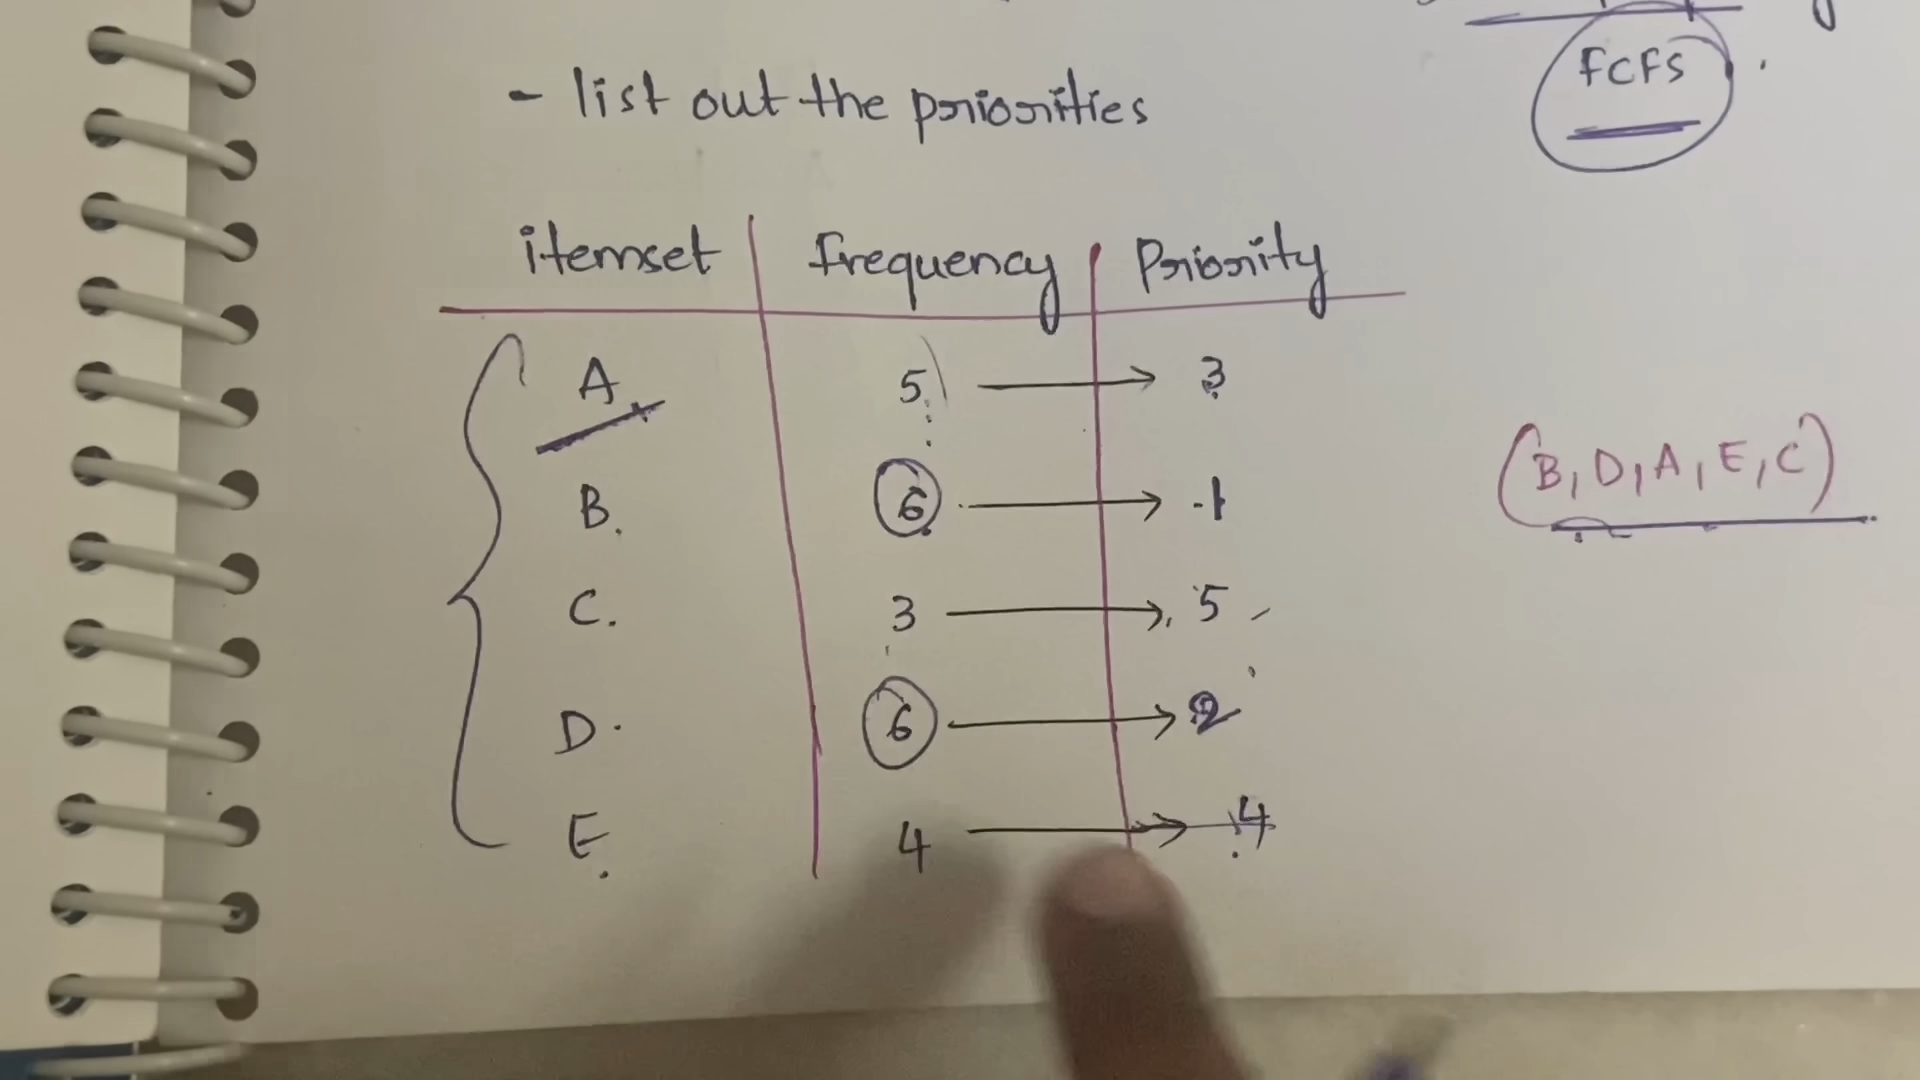 FCFS
- list out the priorities
itemset frequency Priority
A 5 3
B. 6 1
C. 3 5
D. 6 2
E. 4 4
(B, D, A, E, C)